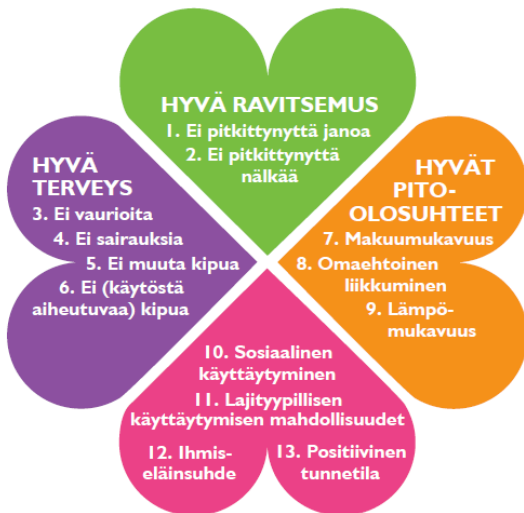 HYVÄ RAVITSEMUS
1. Ei pitkittynyttä janoa
2. Ei pitkittynyttä
nälkää
HYVÄ
TERVEYS
3. Ei vaurioita
4. Ei sairauksia
5. Ei muuta kipua
6. Ei (käytöstä
aiheutuvaa) kipua
HYVÄT
PITO-
OLOSUHTEET
7. Makuumukavuus
8. Omaehtoinen
liikkuminen
9. Lämpö-
mukavuus
10. Sosiaalinen
käyttäytyminen
11. Lajityypillisen
käyttäytymisen mahdollisuudet
12. Ihmis-
eläinsuhde
13. Positiivinen
tunnetila